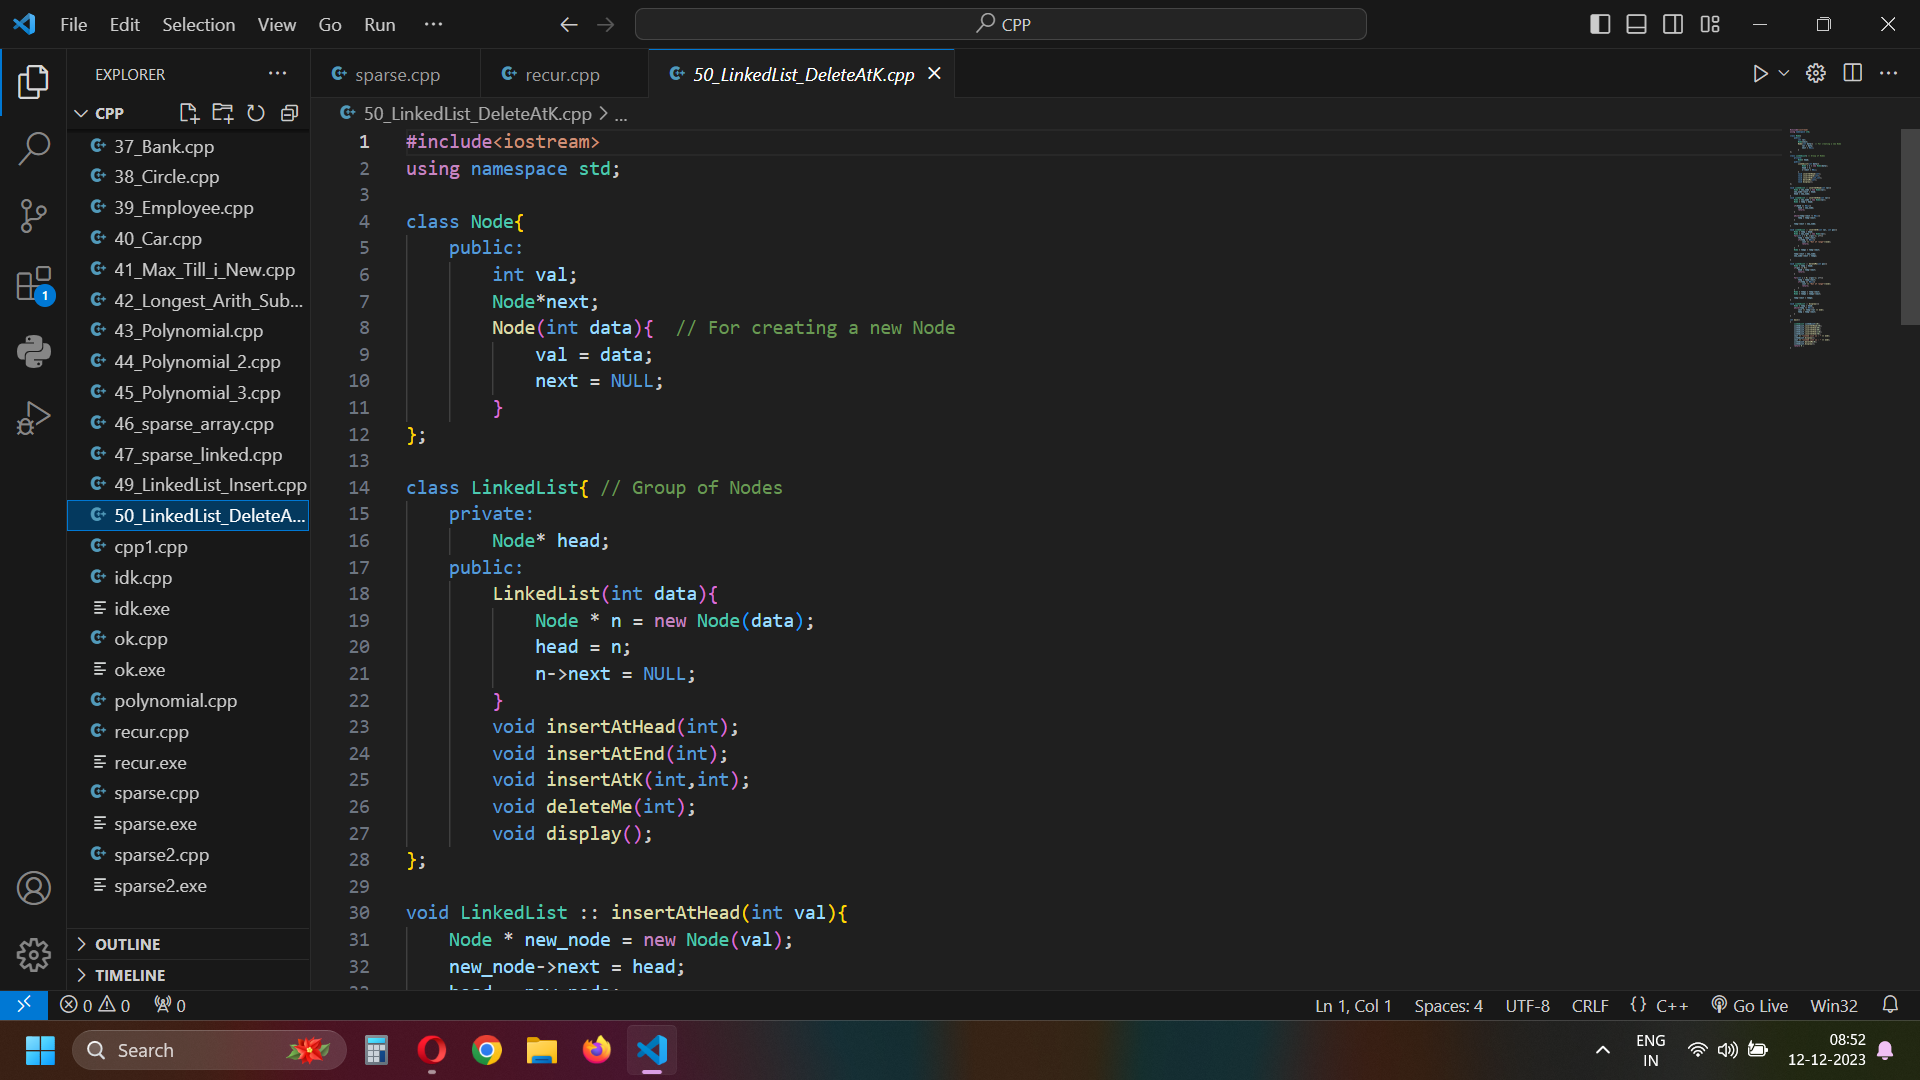 File Edit Selection View Go Run ...
CPP
EXPLORER
CPP
37_Bank.cpp
38_Circle.cpp
39_Employee.cpp
40_Car.cpp
41_Max_Till_i_New.cpp
42_Longest_Arith_Sub...
43_Polynomial.cpp
44_Polynomial_2.cpp
45_Polynomial_3.cpp
46_sparse_array.cpp
47_sparse_linked.cpp
49_LinkedList_Insert.cpp
50_LinkedList_DeleteA...
cpp1.cpp
idk.cpp
idk.exe
ok.cpp
ok.exe
polynomial.cpp
recur.cpp
recur.exe
sparse.cpp
sparse.exe
sparse2.cpp
sparse2.exe
OUTLINE
TIMELINE
1
sparse.cpp recur.cpp 50_LinkedList_DeleteAtK.cpp
50_LinkedList_DeleteAtK.cpp > ...
1 #include<iostream>
2 using namespace std;
3
4 class Node{
5 public:
6 int val;
7 Node*next;
8 Node(int data){ // For creating a new Node
9 val = data;
10 next = NULL;
11 }
12 };
13
14 class LinkedList{ // Group of Nodes
15 private:
16 Node* head;
17 public:
18 LinkedList(int data){
19 Node * n = new Node(data);
20 head = n;
21 n->next = NULL;
22 }
23 void insertAtHead(int);
24 void insertAtEnd(int);
25 void insertAtK(int,int);
26 void deleteMe(int);
27 void display();
28 };
29
30 void LinkedList :: insertAtHead(int val){
31 Node * new_node = new Node(val);
32 new_node->next = head;
0 0 0 Ln 1, Col 1 Spaces: 4 UTF-8 CRLF {} C++ Go Live Win32
Search
ENG
IN
08:52
12-12-2023